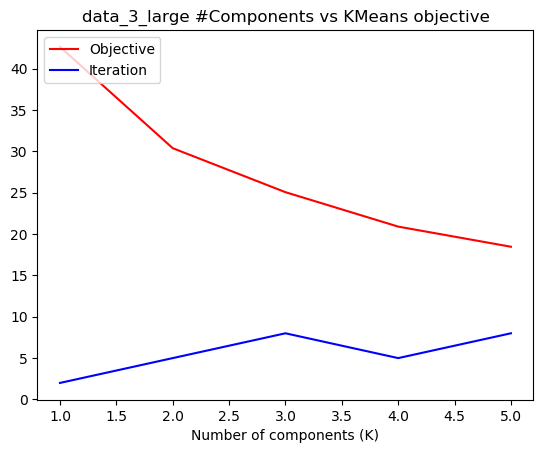 data_3_large #Components vs KMeans objective
Objective
Iteration
40
35
30
25
20
15
10
5
0
1.0 1.5 2.0 2.5 3.0 3.5 4.0 4.5 5.0
Number of components (K)